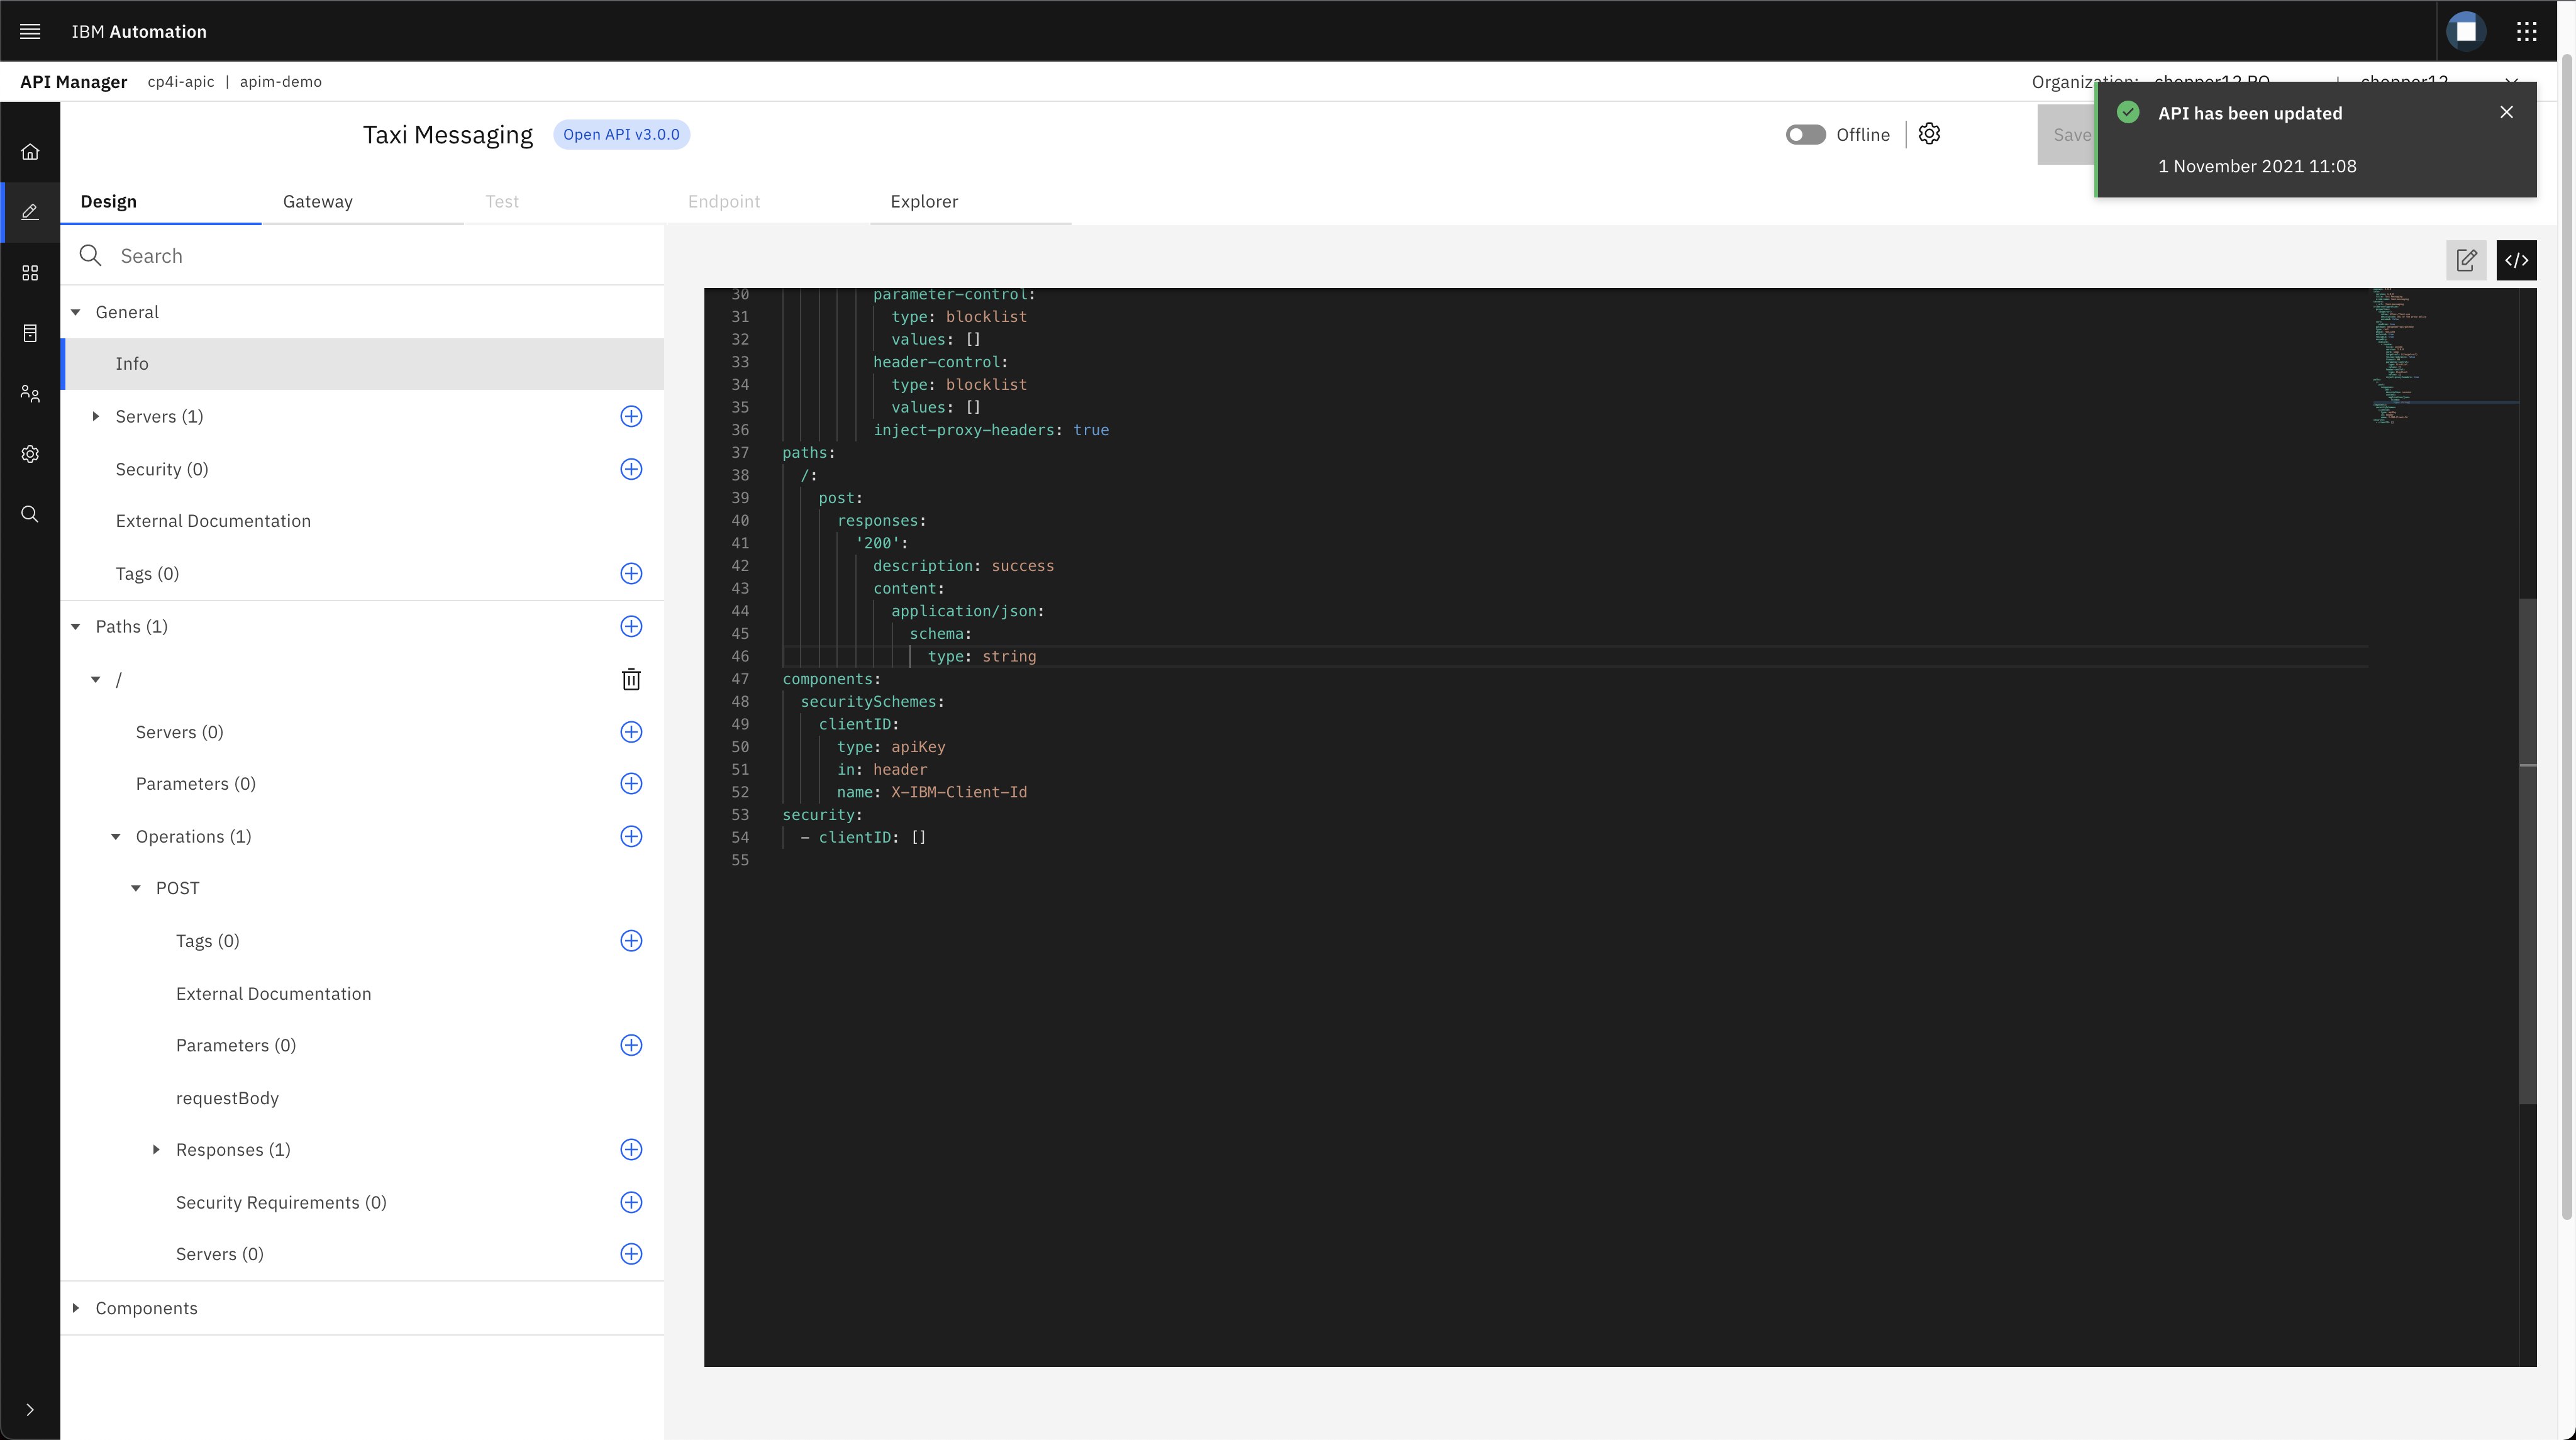 IBM Automation
API Manager cp4i-apic | apim-demo
Organization: chopper12 PO | chopper12
API has been updated
1 November 2021 11:08
Taxi Messaging Open API v3.0.0
Offline
Save
Design Gateway Test Endpoint Explorer
Search
General
Info
Servers (1)
Security (0)
External Documentation
Tags (0)
Paths (1)
/
Servers (0)
Parameters (0)
Operations (1)
POST
Tags (0)
External Documentation
Parameters (0)
requestBody
Responses (1)
Security Requirements (0)
Servers (0)
Components
</>
30 parameter-control:
31 type: blocklist
32 values: []
33 header-control:
34 type: blocklist
35 values: []
36 inject-proxy-headers: true
37 paths:
38 /:
39 post:
40 responses:
41 '200':
42 description: success
43 content:
44 application/json:
45 schema:
46 type: string
47 components:
48 securitySchemes:
49 clientID:
50 type: apiKey
51 in: header
52 name: X-IBM-Client-Id
53 security:
54 - clientID: []
55